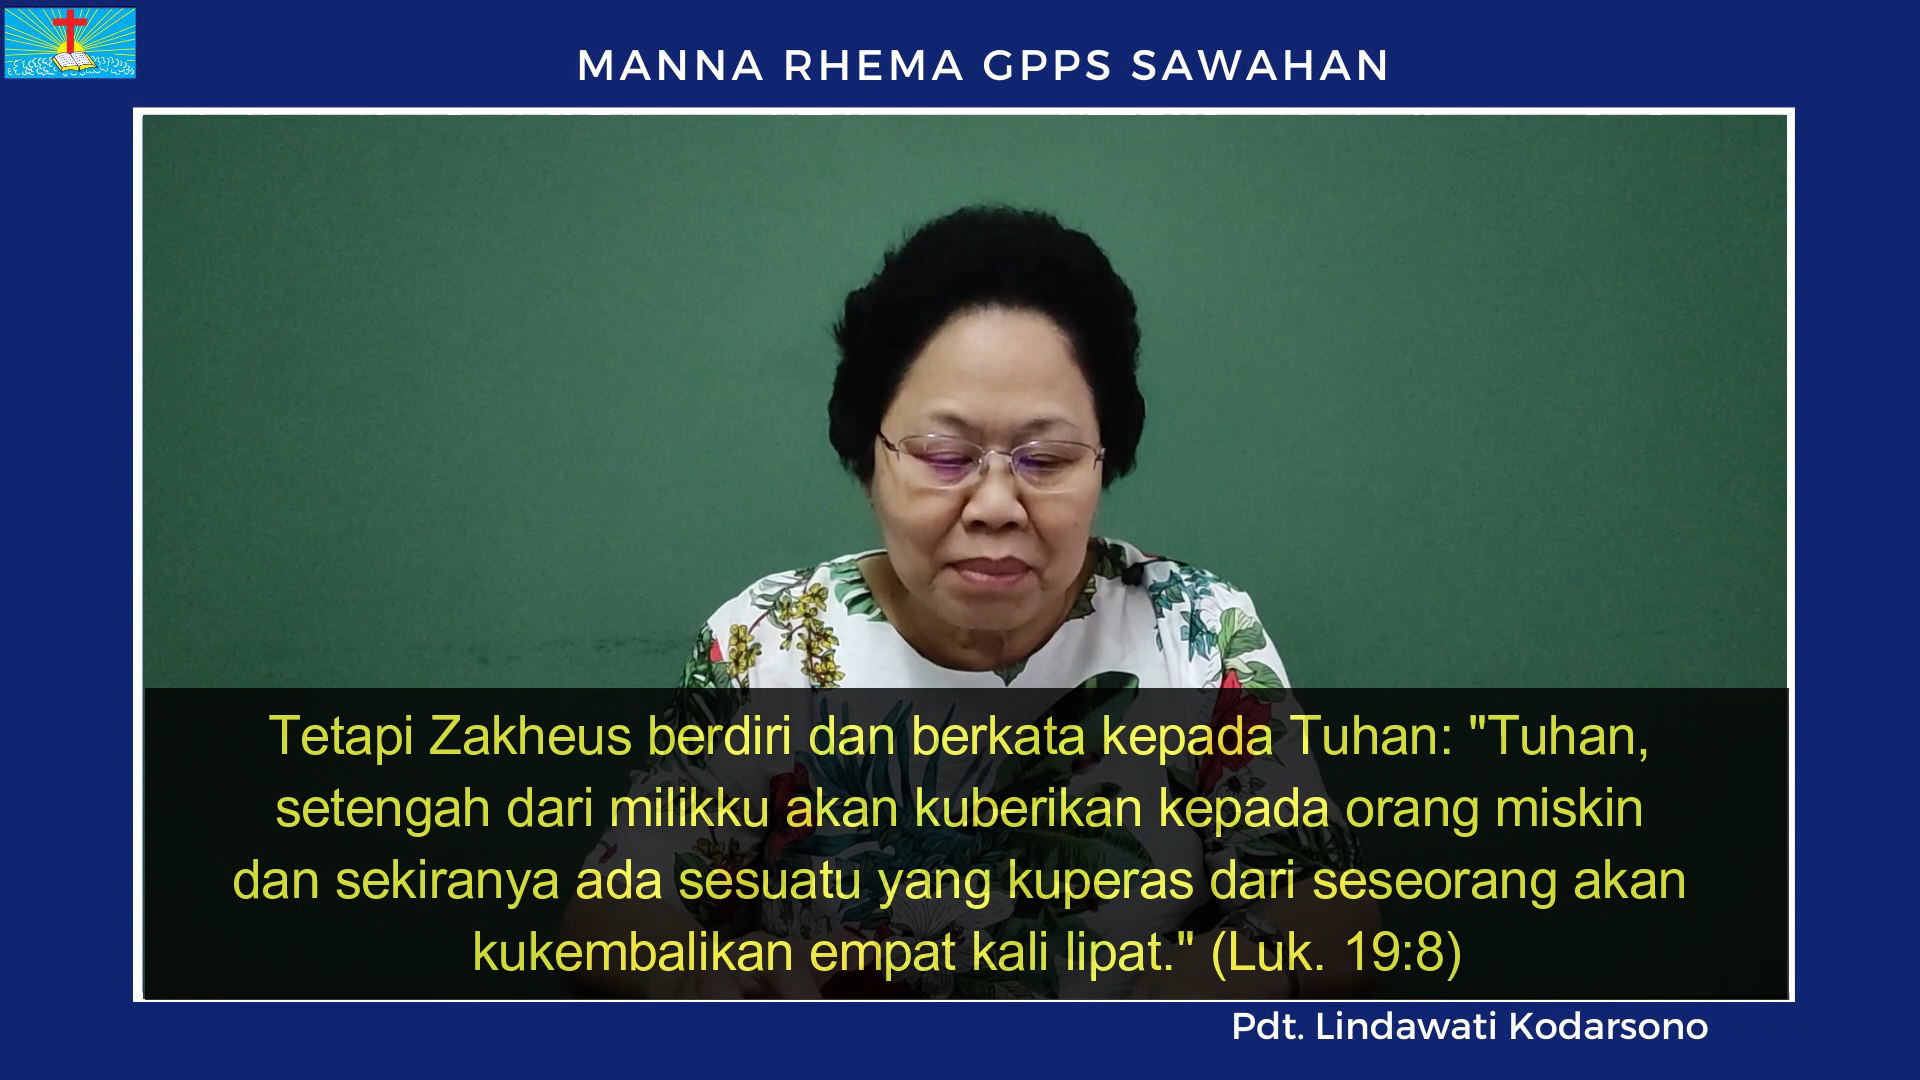 MANNA RHEMA GPPS SAWAHAN
Tetapi Zakheus berdiri dan berkata kepada Tuhan: "Tuhan,
setengah dari milikku akan kuberikan kepada orang miskin
dan sekiranya ada sesuatu yang kuperas dari seseorang akan
kukembalikan empat kali lipat." (Luk. 19:8)
Pdt. Lindawati Kodarsono